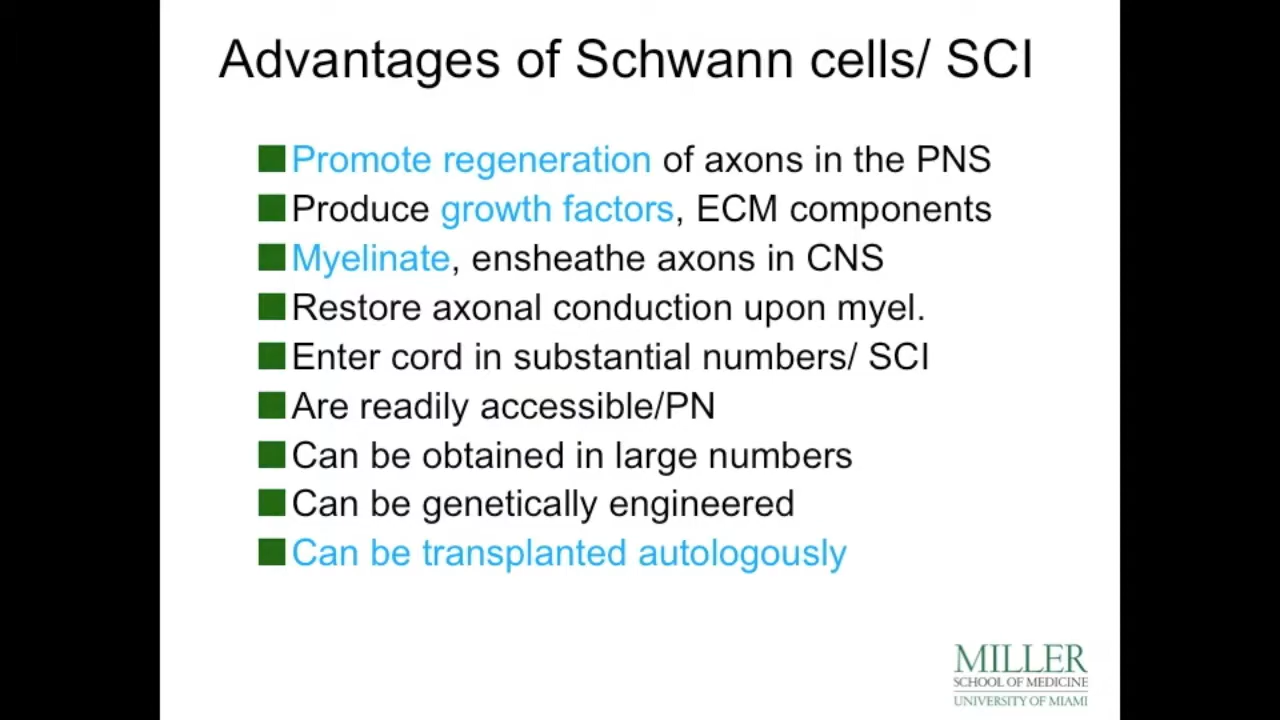 Advantages of Schwann cells/ SCI
Promote regeneration of axons in the PNS
Produce growth factors, ECM components
Myelinate, ensheathe axons in CNS
Restore axonal conduction upon myel.
Enter cord in substantial numbers/ SCI
Are readily accessible/PN
Can be obtained in large numbers
Can be genetically engineered
Can be transplanted autologously
MILLER
SCHOOL OF MEDICINE
UNIVERSITY OF MIAMI